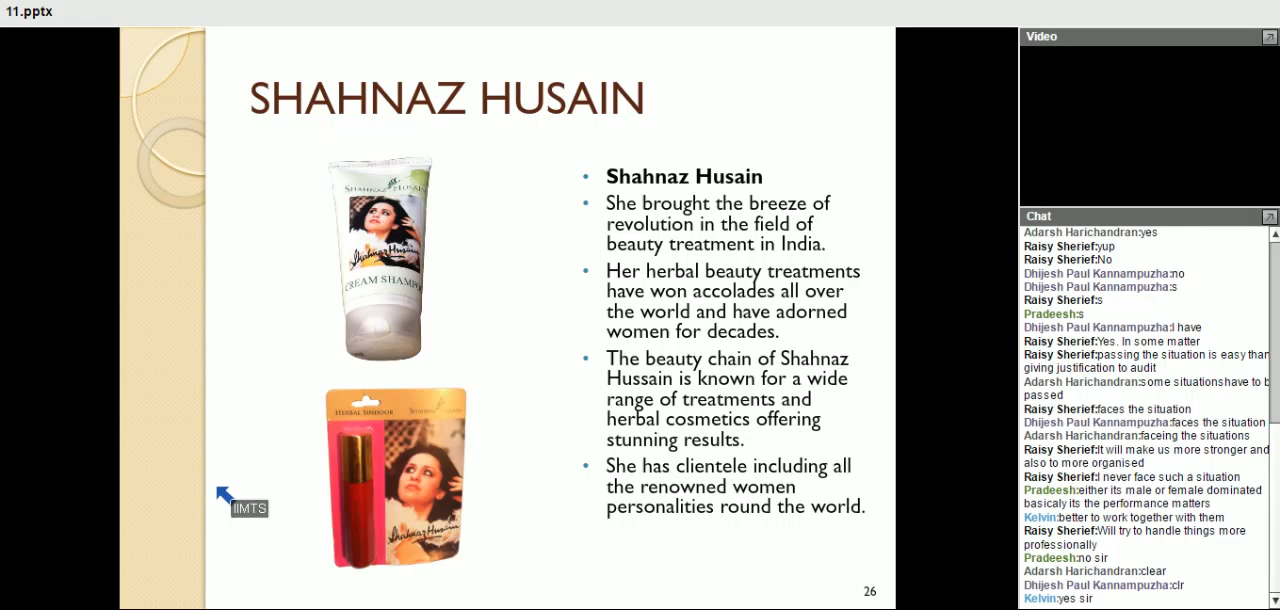 11.pptx
SHAHNAZ HUSAIN
SHAHNAZ HUSAIN
Shahnaz Husain
CREAM SHAMPO
HERBAL SINDOOR SHAHNAZ HUSAIN
Shahnaz Husain
IIMTS
• Shahnaz Husain
• She brought the breeze of
revolution in the field of
beauty treatment in India.
• Her herbal beauty treatments
have won accolades all over
the world and have adorned
women for decades.
• The beauty chain of Shahnaz
Hussain is known for a wide
range of treatments and
herbal cosmetics offering
stunning results.
• She has clientele including all
the renowned women
personalities round the world.
26
Video
Chat
Adarsh Harichandran:yes
Raisy Sherief:yup
Raisy Sherief:No
Dhijesh Paul Kannampuzha:no
Dhijesh Paul Kannampuzha:s
Raisy Sherief:s
Pradeesh:s
Dhijesh Paul Kannampuzha:I have
Raisy Sherief:Yes. In some matter
Raisy Sherief:passing the situation is easy than
giving justification to audit
Adarsh Harichandran:some situations have to b
passed
Raisy Sherief:faces the situation
Dhijesh Paul Kannampuzha:faces the situation
Adarsh Harichandran:faceing the situations
Raisy Sherief:It will make us more stronger and
also to more organised
Raisy Sherief:I never face such a situation
Pradeesh:either its male or female dominated
basicaly its the performance matters
Kelvin:better to work together with them
Raisy Sherief:Will try to handle things more
professionally
Pradeesh:no sir
Adarsh Harichandran:clear
Dhijesh Paul Kannampuzha:clr
Kelvin:yes sir